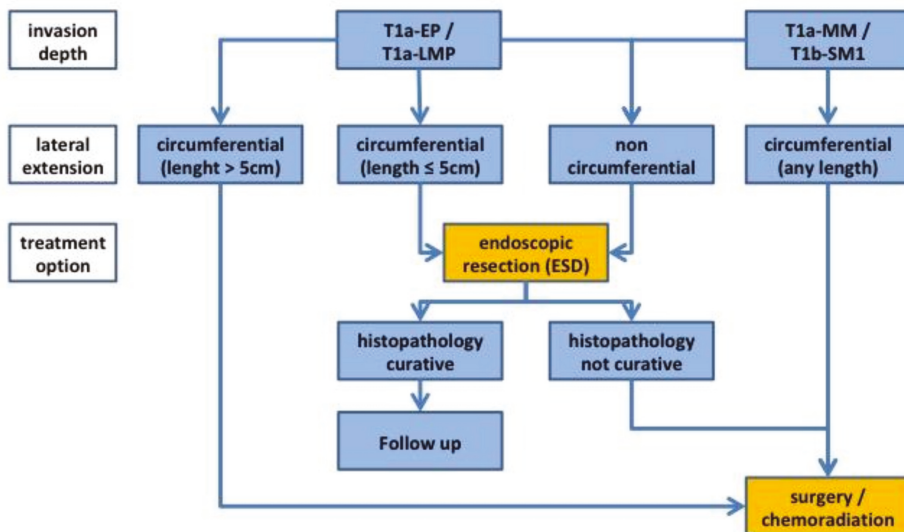 invasion
depth
T1a-EP /
T1a-LMP
T1a-MM /
T1b-SM1
lateral
extension
circumferential
(lenght > 5cm)
circumferential
(length ≤ 5cm)
non
circumferential
circumferential
(any length)
treatment
option
endoscopic
resection (ESD)
histopathology
curative
histopathology
not curative
Follow up
surgery /
chemoradiation